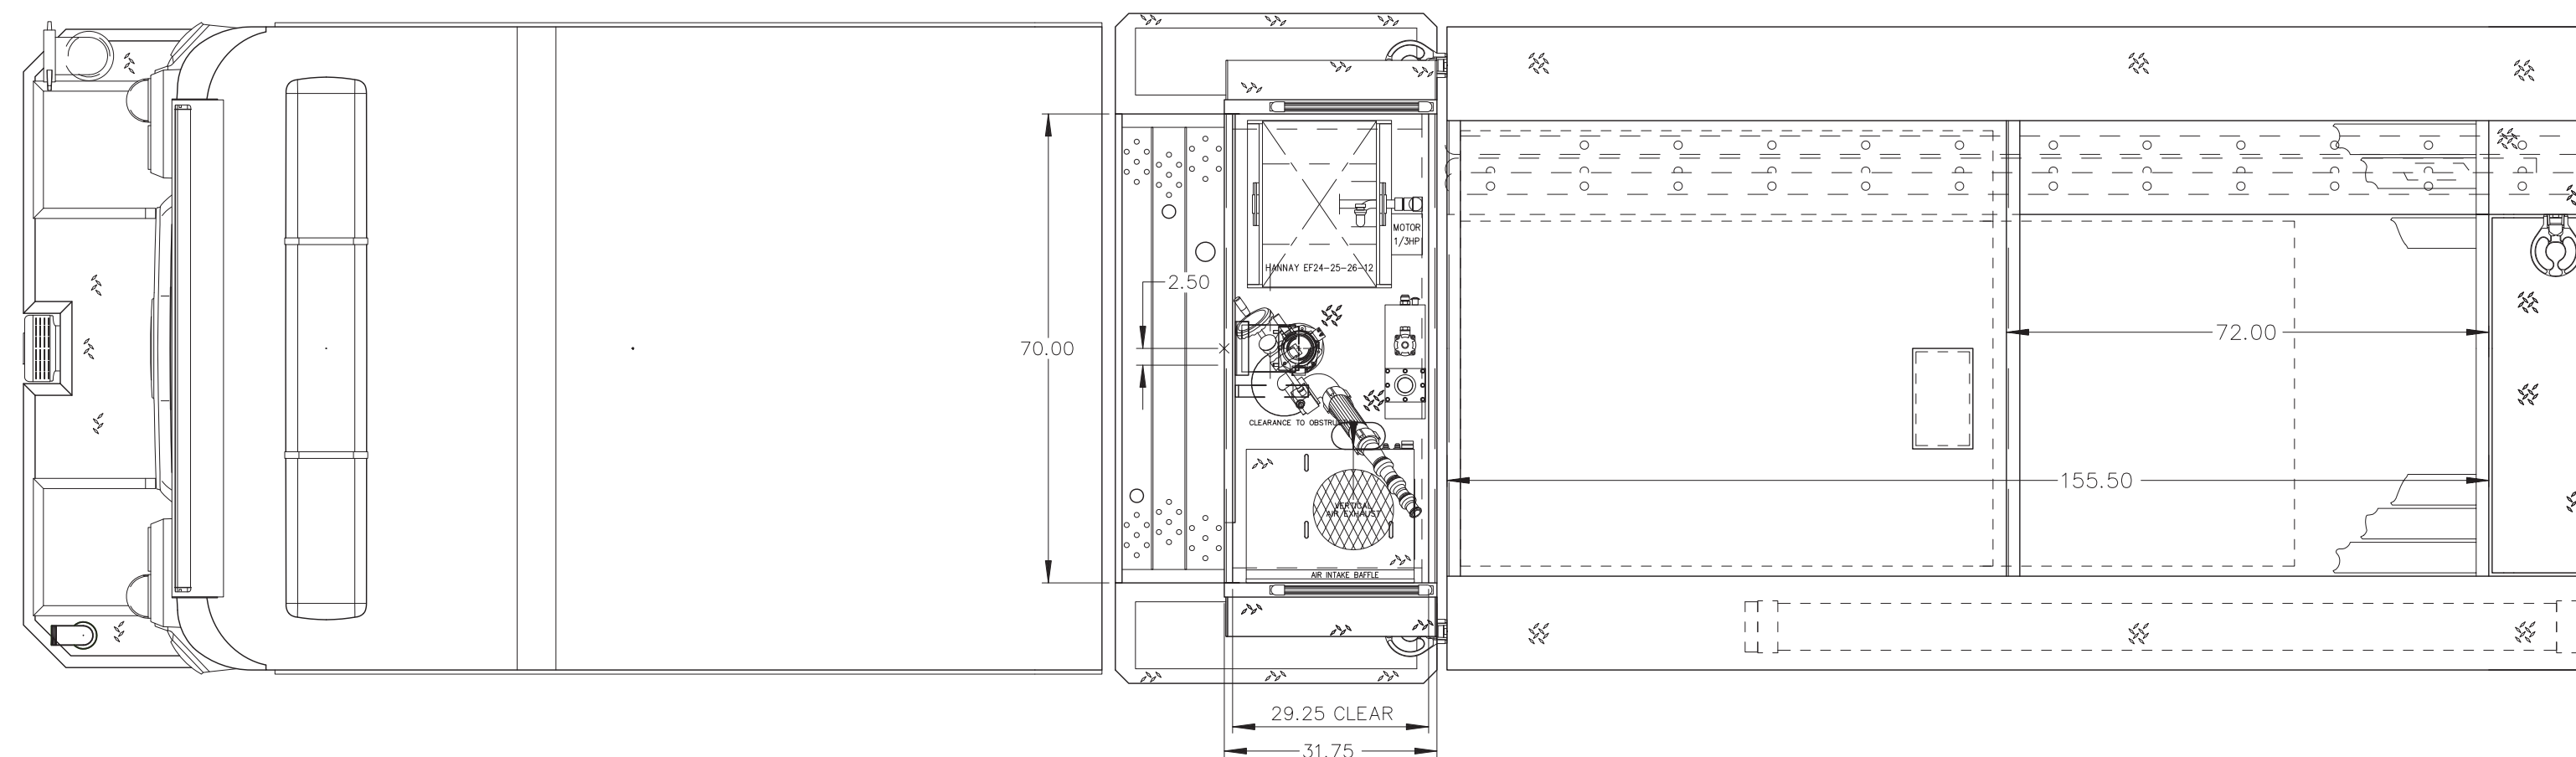 MOTOR
1/3HP
HANNAY EF24-25-26-12
2.50
72.00
70.00
CLEARANCE TO
155.50
VERTICAL
AIR EXHAUST
AIR INTAKE BAFFLE
29.25 CLEAR
31.75